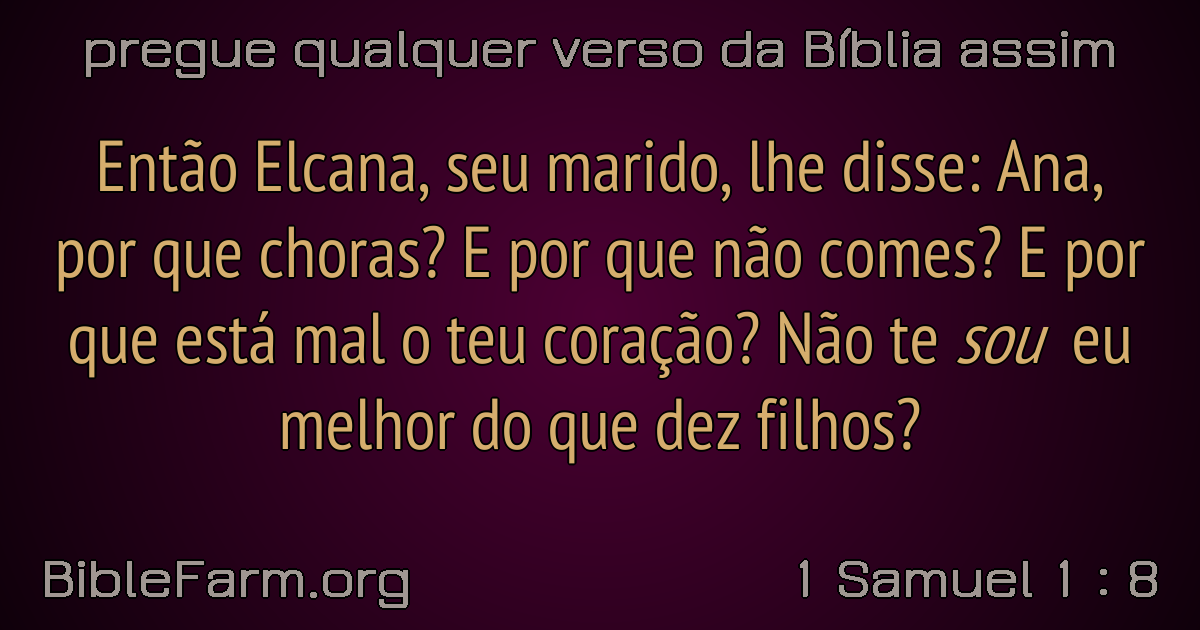 pregue qualquer verso da Bíblia assim
Então Elcana, seu marido, lhe disse: Ana,
por que choras? E por que não comes? E por
que está mal o teu coração? Não te sou eu
melhor do que dez filhos?
BibleFarm.org
1 Samuel 1 : 8